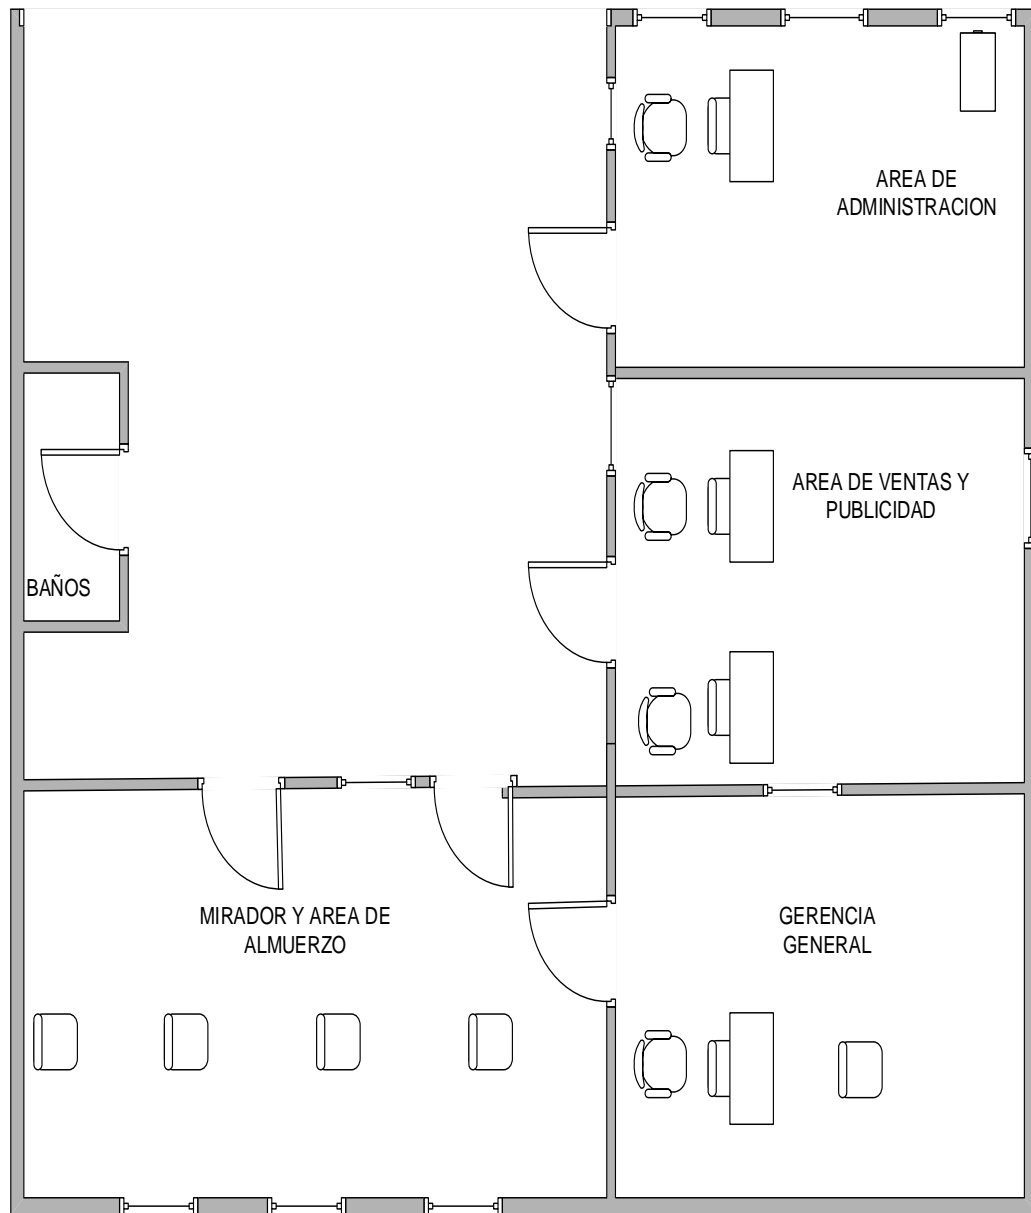 AREA DE
ADMINISTRACION
AREA DE VENTAS Y
PUBLICIDAD
BAÑOS
MIRADOR Y AREA DE
ALMUERZO
GERENCIA
GENERAL